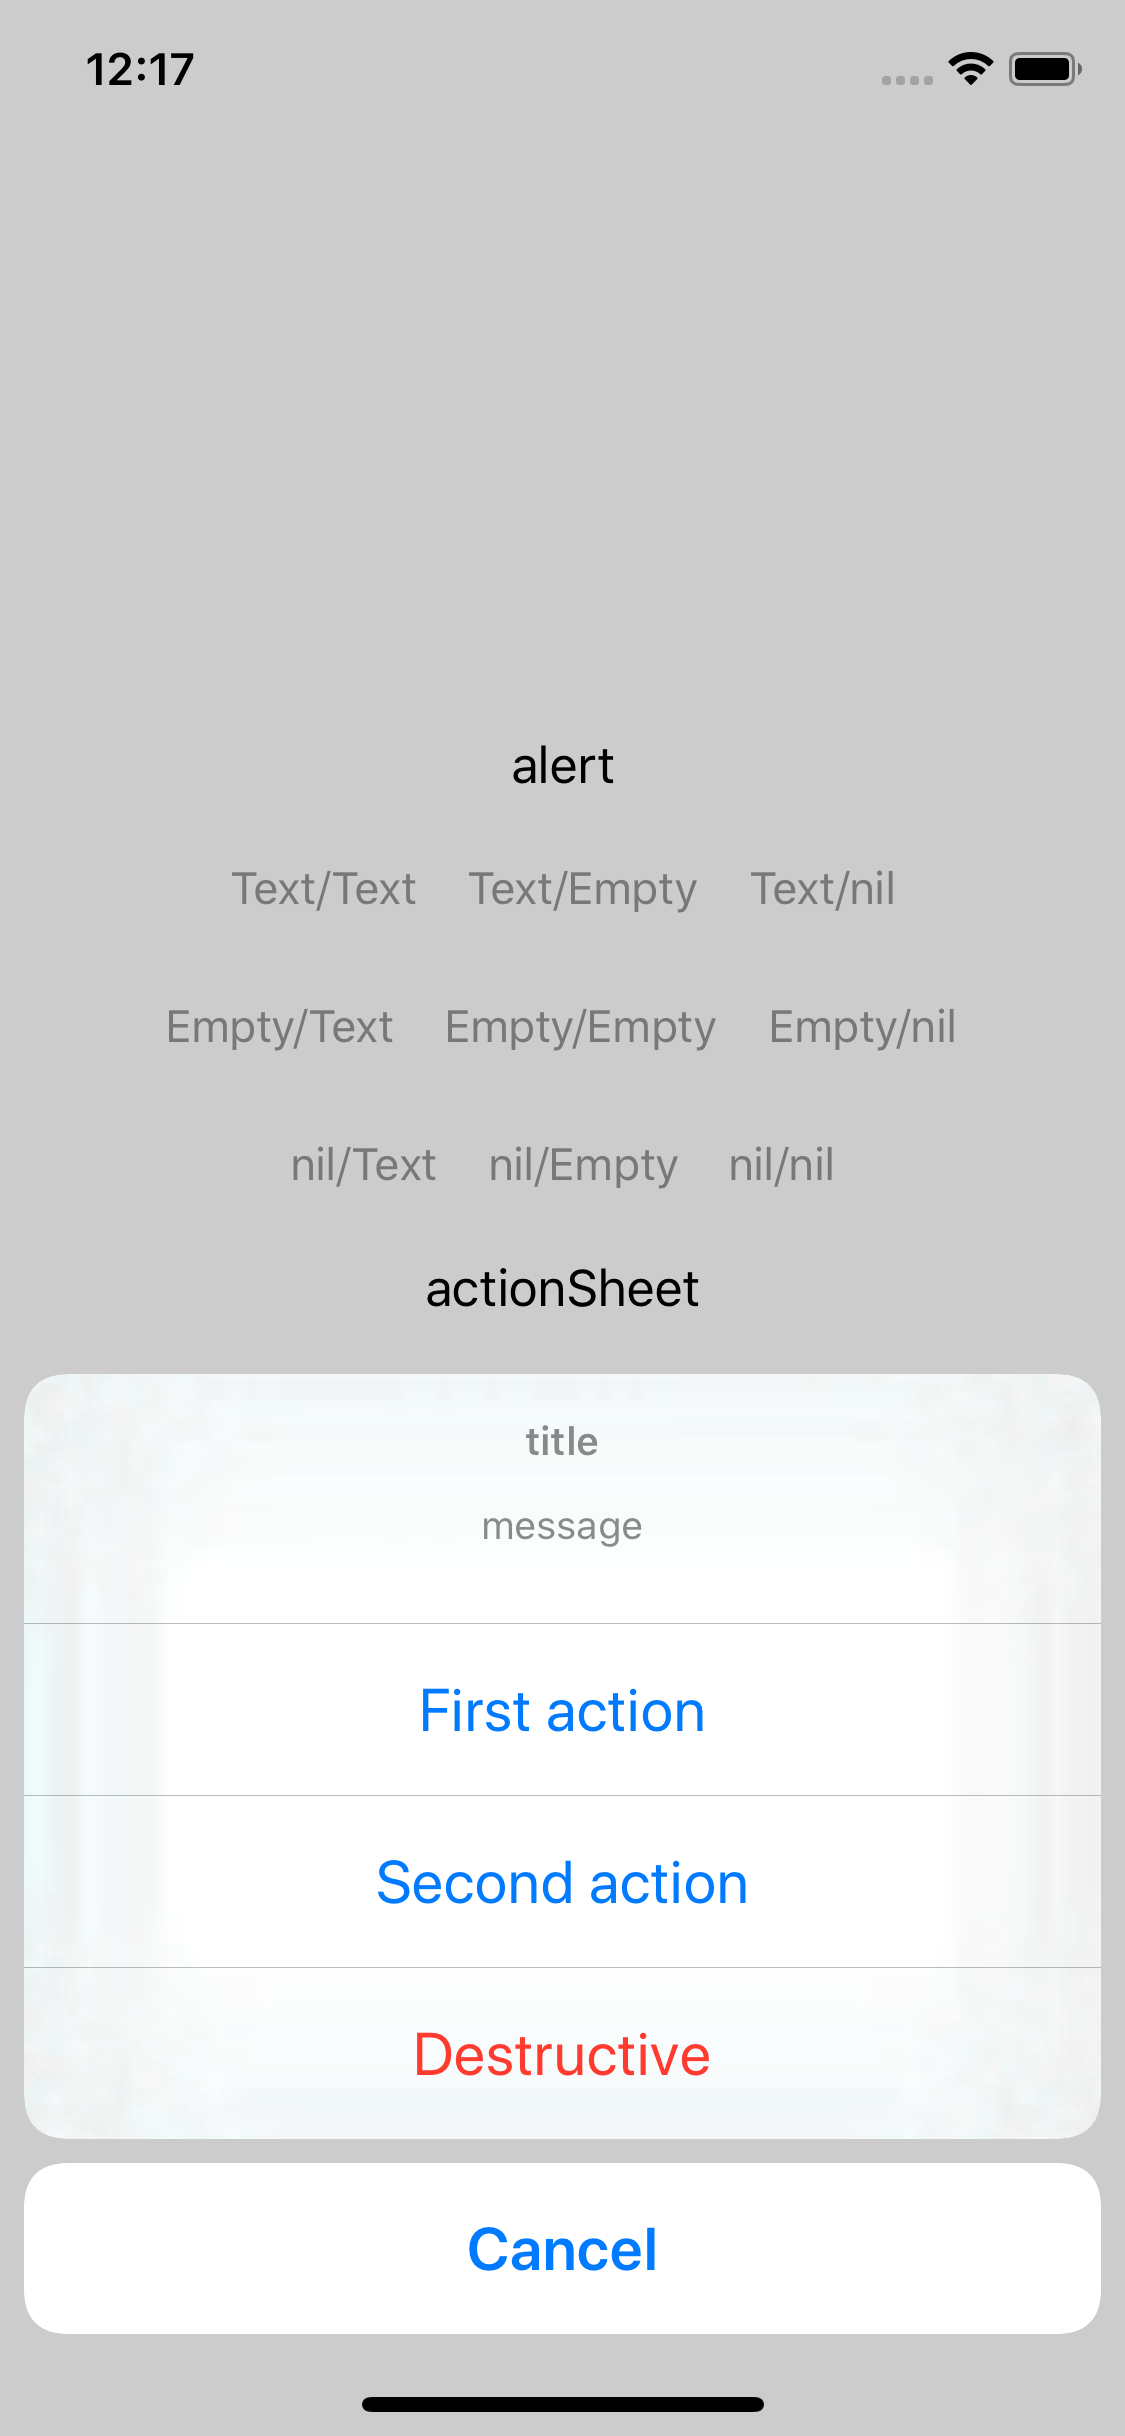 12:17
alert
Text/Text Text/Empty Text/nil
Empty/Text Empty/Empty Empty/nil
nil/Text nil/Empty nil/nil
actionSheet
title
message
First action
Second action
Destructive
Cancel